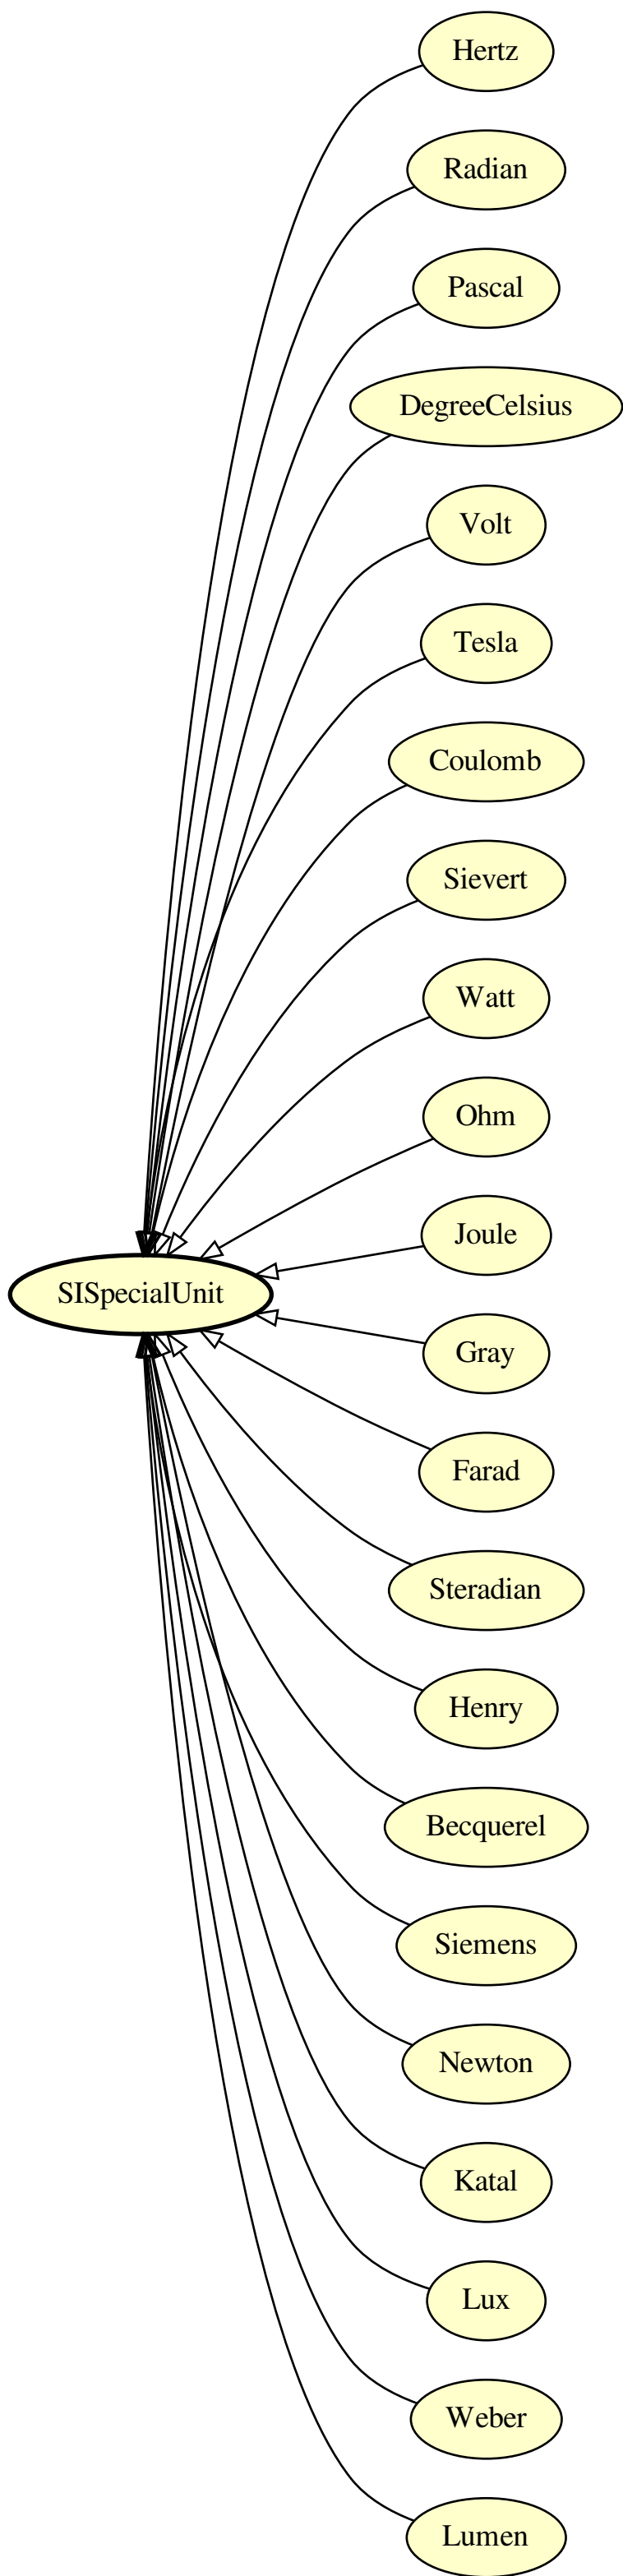 Hertz
Radian
Pascal
DegreeCelsius
Volt
Tesla
Coulomb
Sievert
Watt
Ohm
Joule
SISpecialUnit
Gray
Farad
Steradian
Henry
Becquerel
Siemens
Newton
Katal
Lux
Weber
Lumen